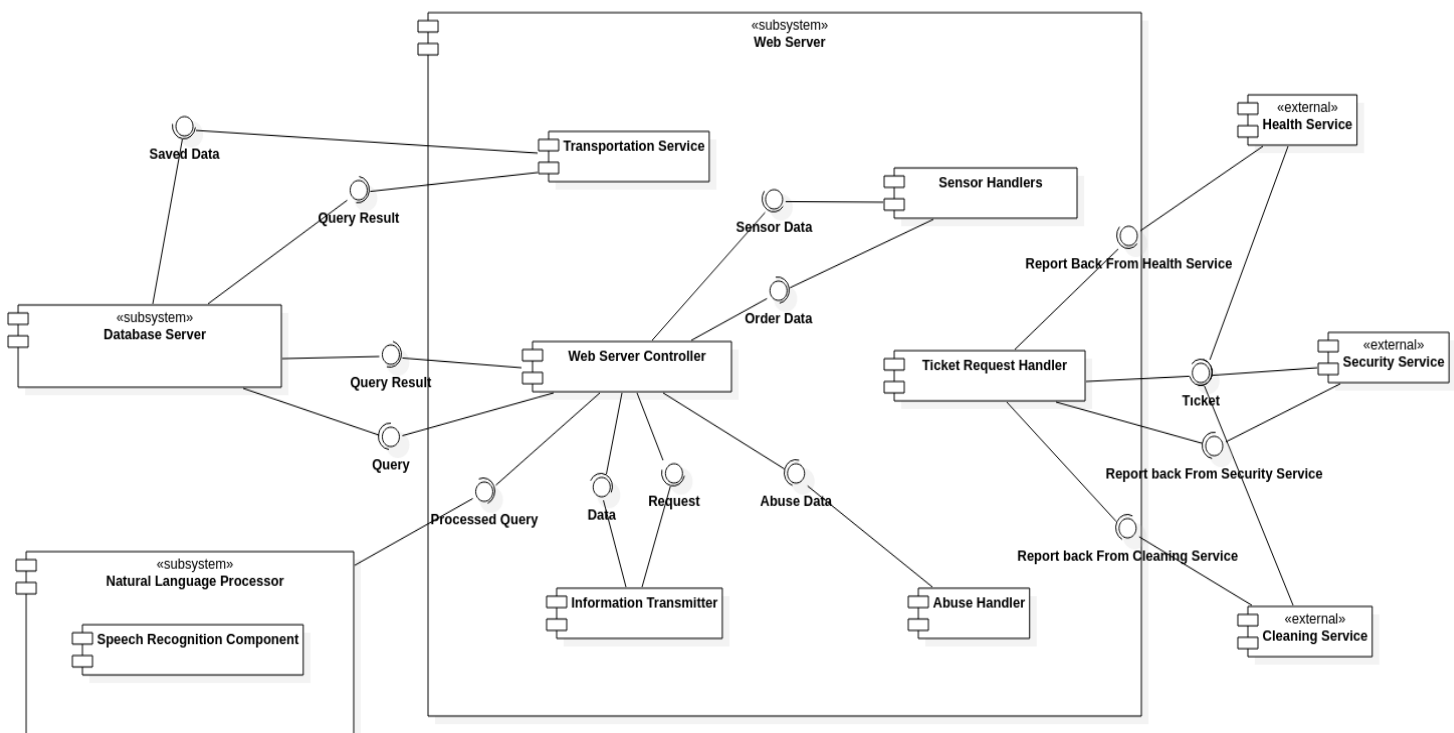 «subsystem»
Web Server
«external»
Health Service
Saved Data
Transportation Service
Sensor Handlers
Query Result
Sensor Data
Report Back From Health Service
«subsystem»
Database Server
Order Data
«external»
Security Service
Query Result
Web Server Controller
Ticket Request Handler
Ticket
Query
Report back From Security Service
Processed Query
Data
Request
Abuse Data
Report back From Cleaning Service
«subsystem»
Natural Language Processor
Information Transmitter
Abuse Handler
«external»
Cleaning Service
Speech Recognition Component